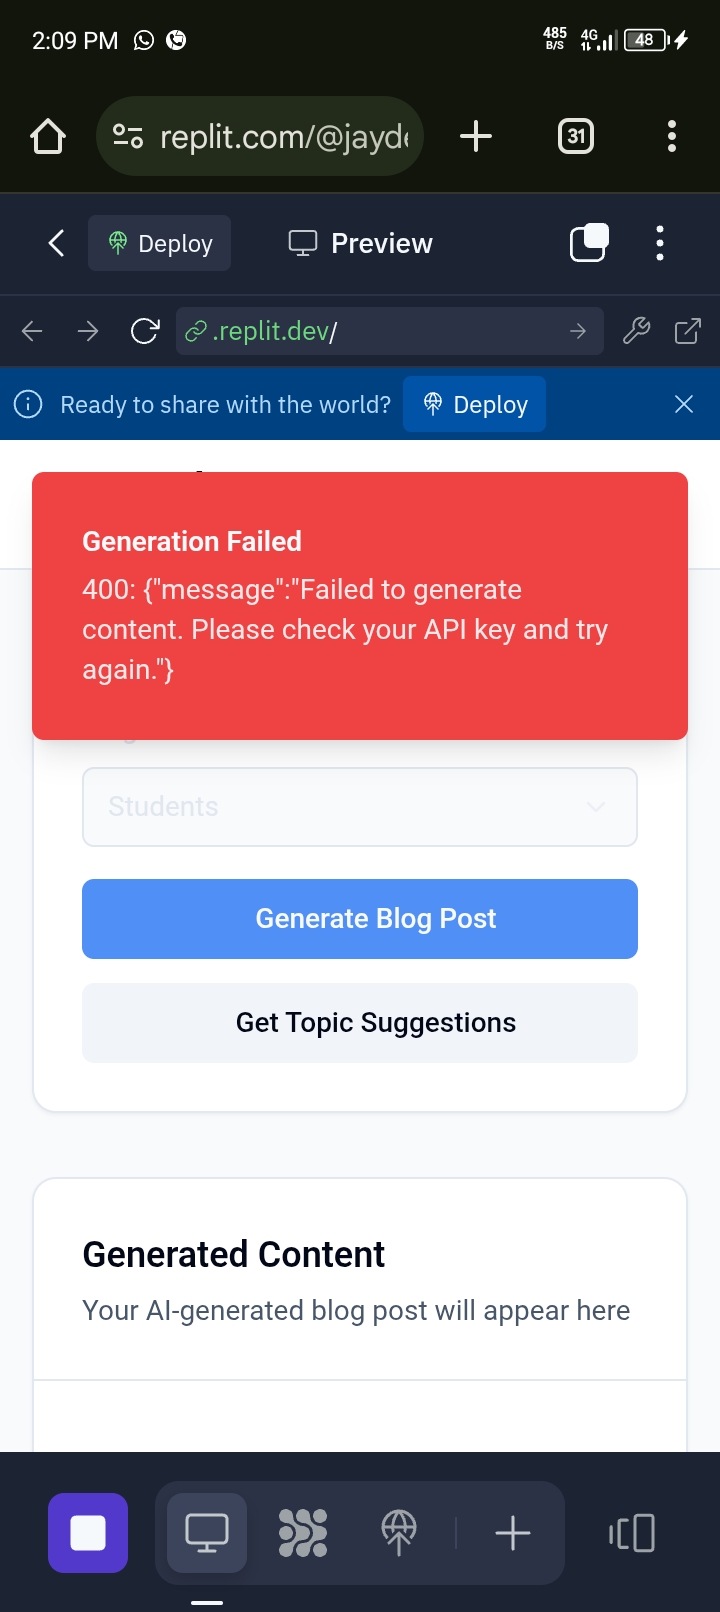 2:09 PM
485
B/S
4G
48
replit.com/@jayde
31
Deploy
Preview
.replit.dev/
Ready to share with the world?
Deploy
Generation Failed
400: {"message":"Failed to generate
content. Please check your API key and try
again."}
Students
Generate Blog Post
Get Topic Suggestions
Generated Content
Your AI-generated blog post will appear here